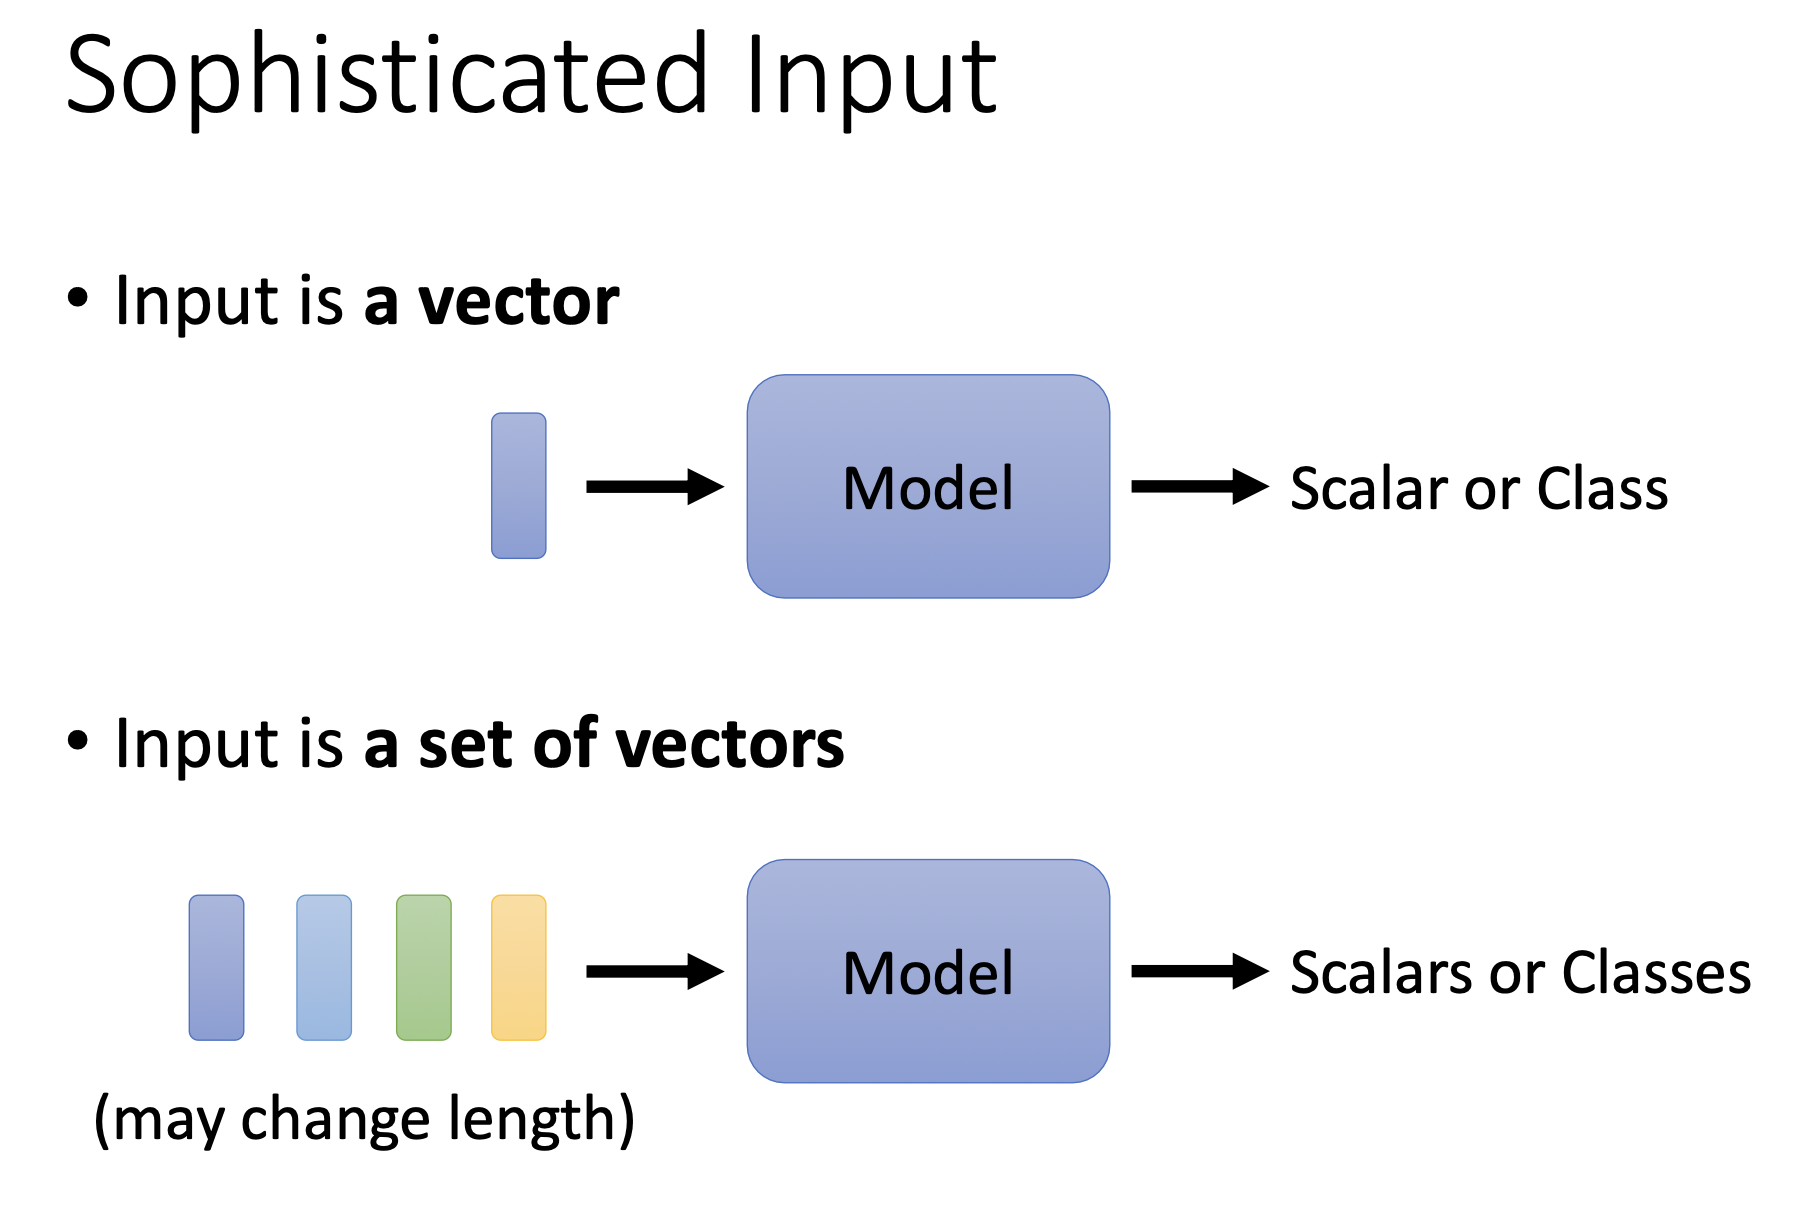 Sophisticated Input
• Input is a vector
Model
Scalar or Class
• Input is a set of vectors
Model
Scalars or Classes
(may change length)